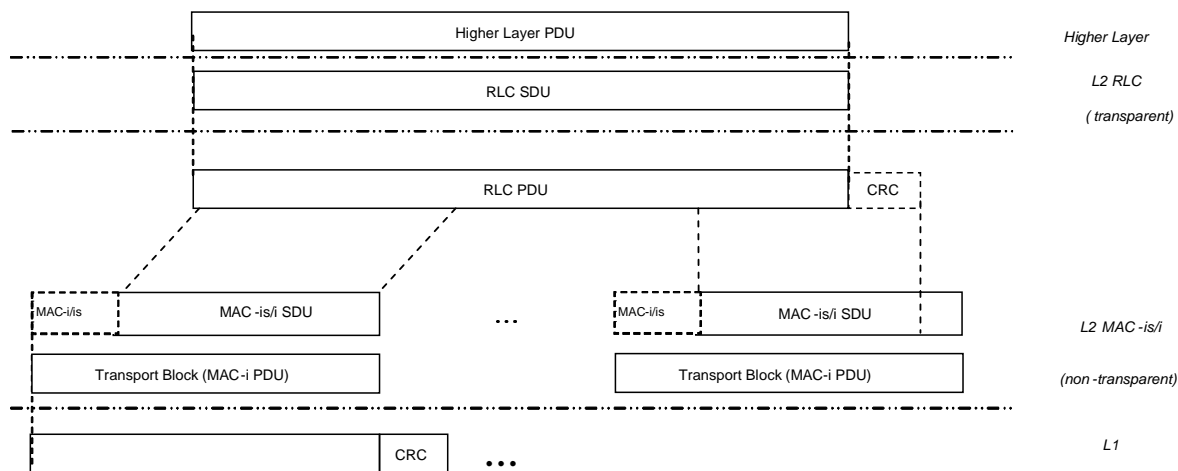 Higher Layer PDU
Higher Layer
RLC SDU
L2 RLC
( transparent)
RLC PDU
CRC
MAC-i/is
MAC -is/i SDU
...
MAC-i/is
MAC -is/i SDU
L2 MAC -is/i
Transport Block (MAC-i PDU)
Transport Block (MAC-i PDU)
(non -transparent)
L1
CRC
...